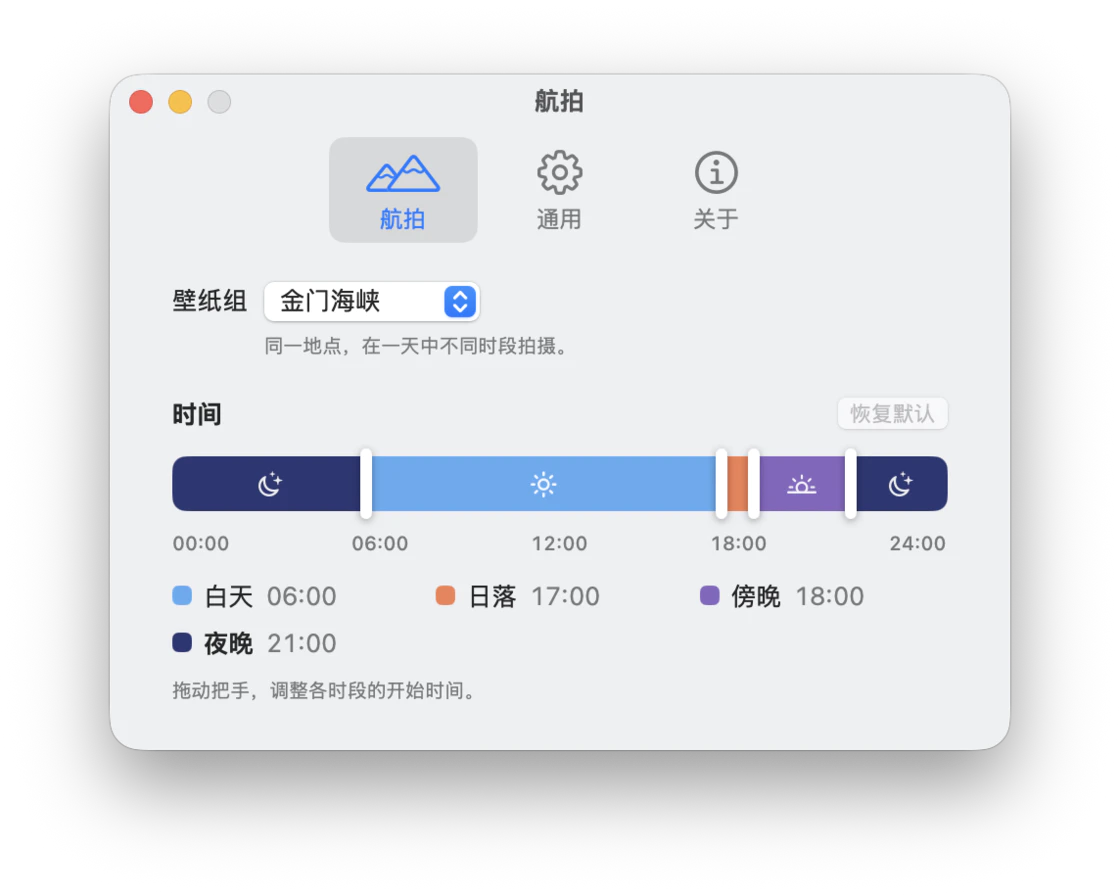 航拍
航拍
通用
关于
壁纸组 金门海峡
同一地点，在一天中不同时段拍摄。
时间 恢复默认
00:00 06:00 12:00 18:00 24:00
白天 06:00 日落 17:00 傍晚 18:00
夜晚 21:00
拖动把手，调整各时段的开始时间。